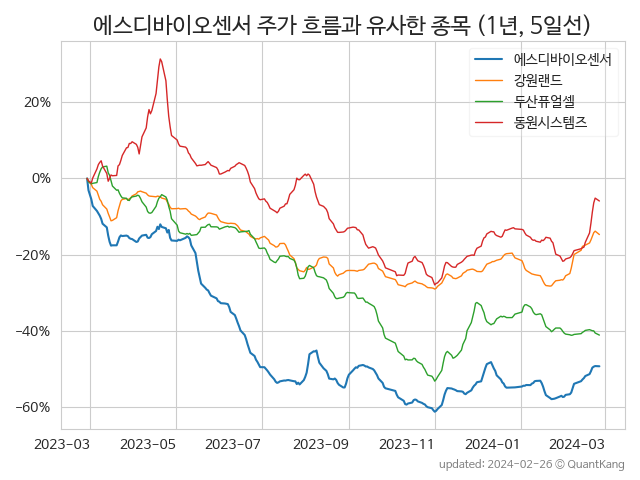 에스디바이오센서 주가 흐름과 유사한 종목 (1년, 5일선)
에스디바이오센서
강원랜드
두산퓨얼셀
동원시스템즈
20%
0%
−20%
−40%
−60%
2023-03 2023-05 2023-07 2023-09 2023-11 2024-01 2024-03
updated: 2024-02-26 © QuantKang